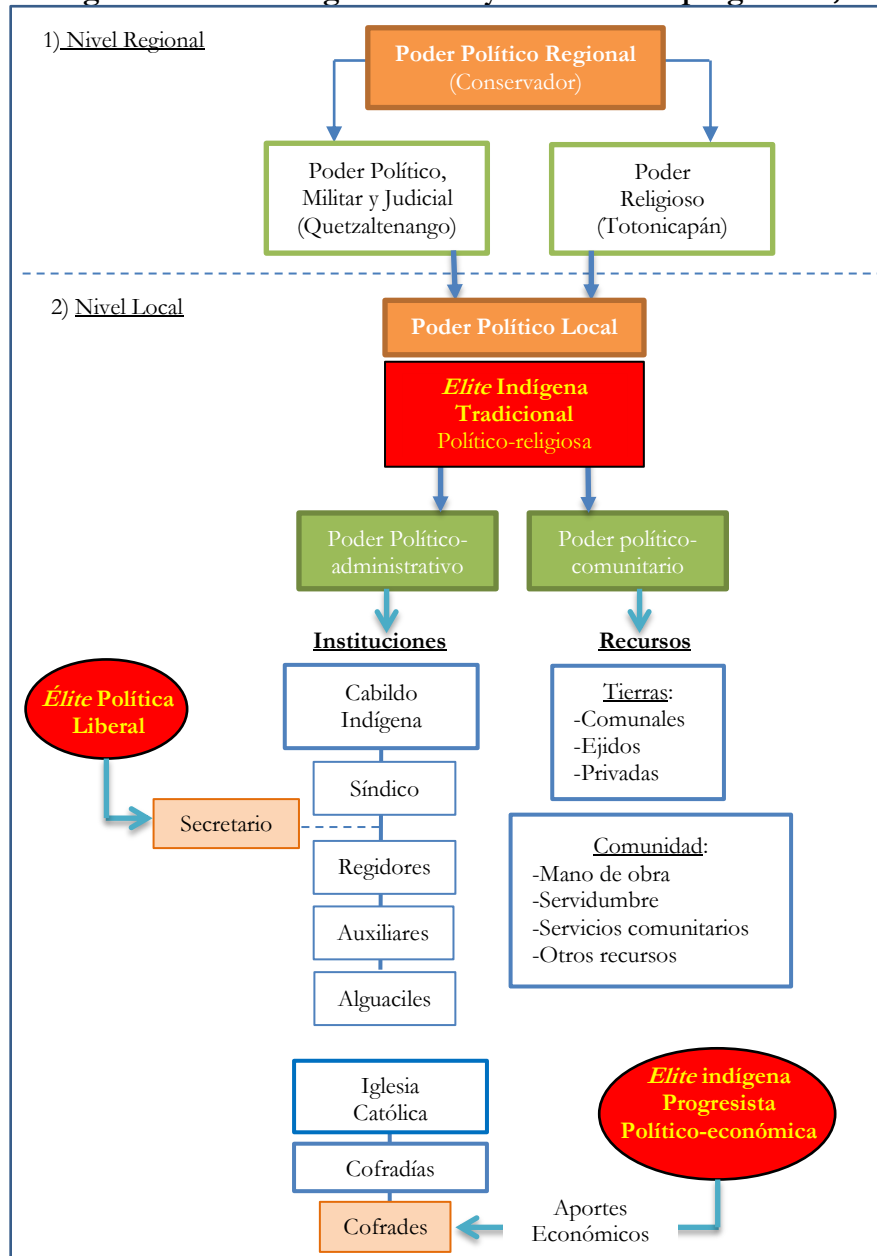 1) Nivel Regional
Poder Político Regional
(Conservador)
Poder Político,
Militar y Judicial
(Quetzaltenango)
Poder
Religioso
(Totonicapán)
2) Nivel Local
Poder Político Local
Elite Indígena
Tradicional
Político-religiosa
Poder Político-
administrativo
Poder político-
comunitario
Instituciones
Recursos
Élite Política
Liberal
Secretario
Cabildo
Indígena
Síndico
Regidores
Auxiliares
Alguaciles
Tierras:
-Comunales
-Ejidos
-Privadas
Comunidad:
-Mano de obra
-Servidumbre
-Servicios comunitarios
-Otros recursos
Iglesia
Católica
Cofradías
Cofrades
Elite indígena
Progresista
Político-económica
Aportes
Económicos